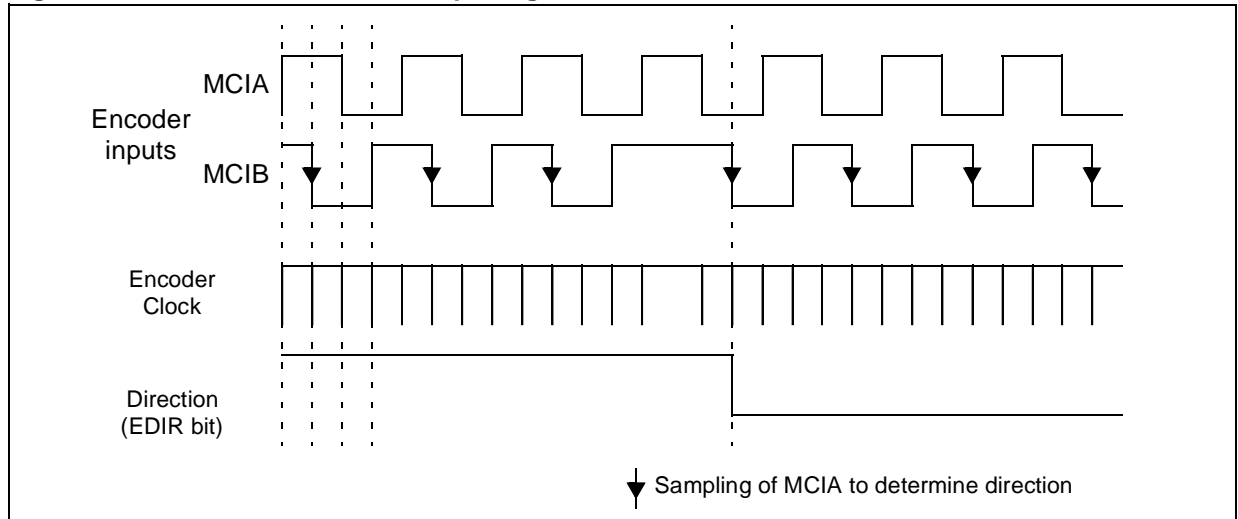 MCIA
Encoder
inputs
MCIB
Encoder
Clock
Direction
(EDIR bit)
Sampling of MCIA to determine direction